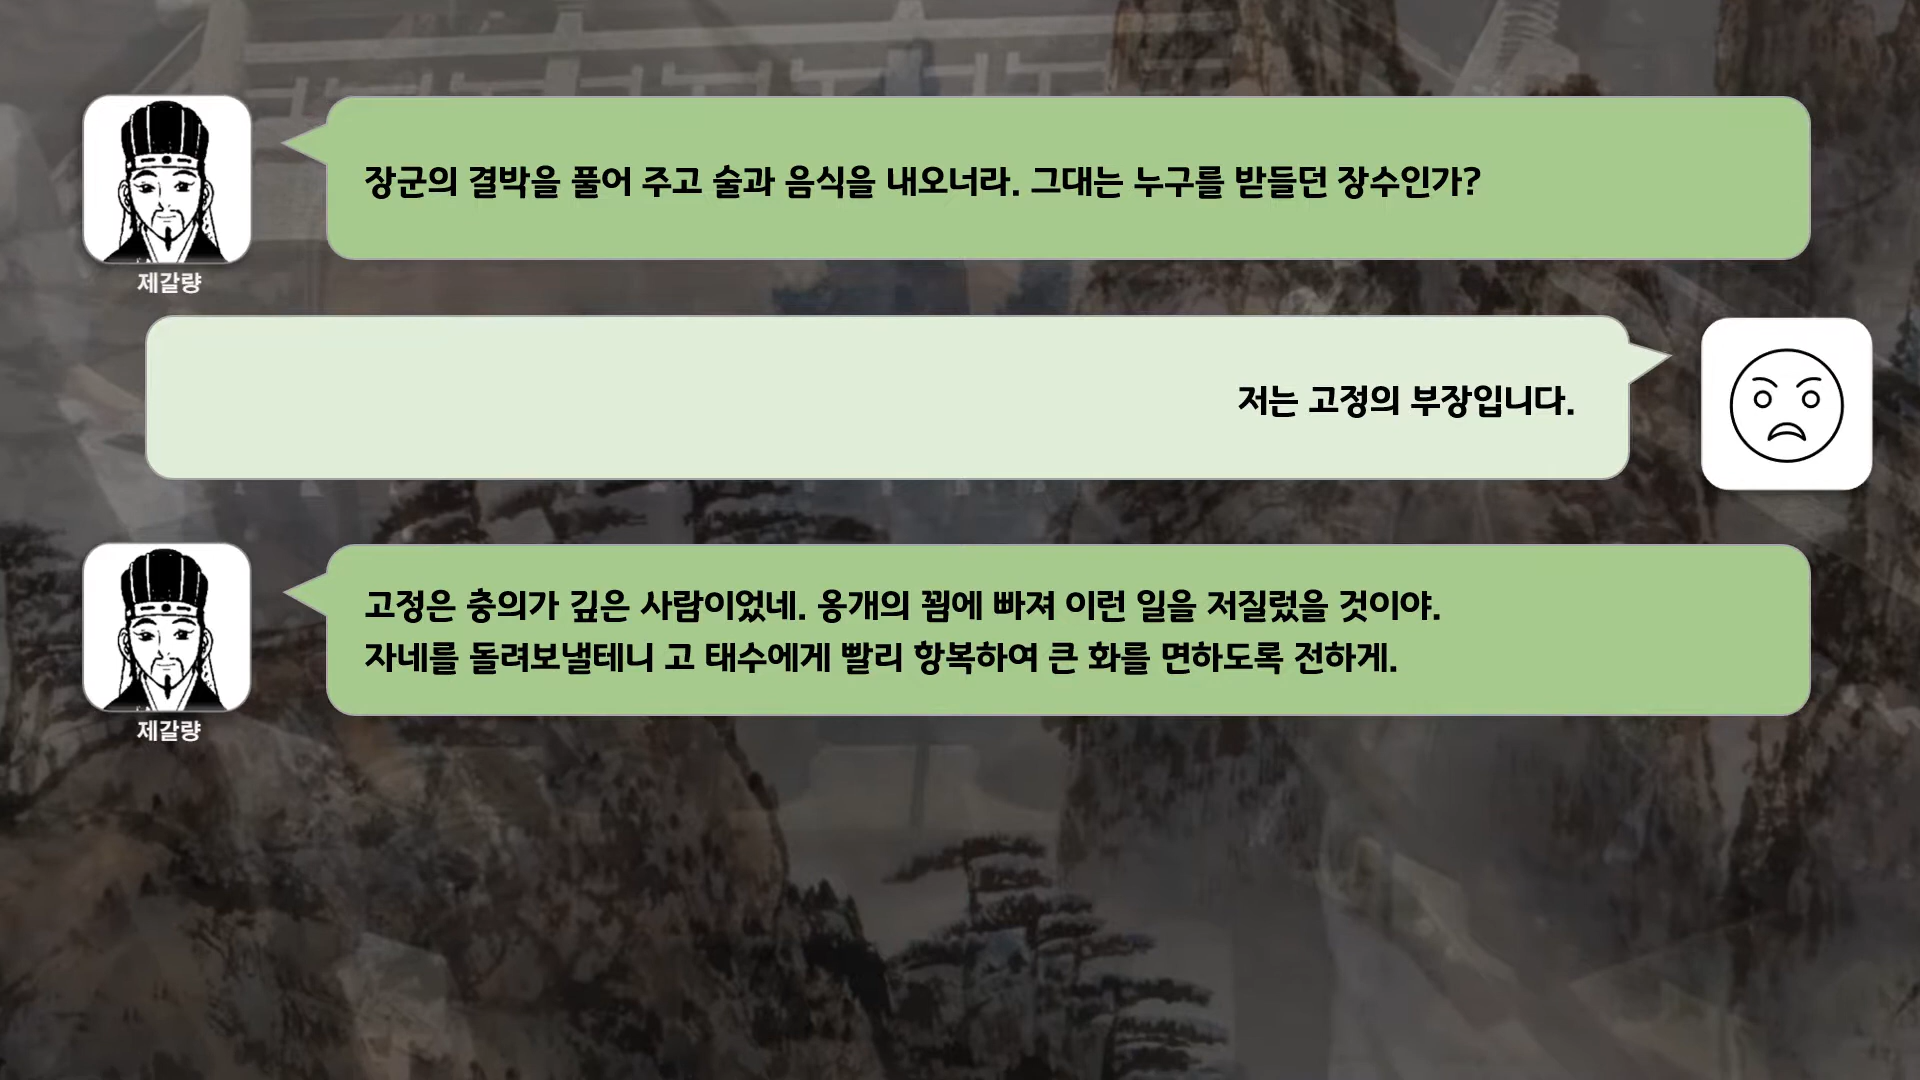 장군의 결박을 풀어 주고 술과 음식을 내오너라. 그대는 누구를 받들던 장수인가?
제갈량
저는 고정의 부장입니다.
고정은 충의가 깊은 사람이었네. 옹개의 꾐에 빠져 이런 일을 저질렀을 것이야.
자네를 돌려보낼테니 고 태수에게 빨리 항복하여 큰 화를 면하도록 전하게.
제갈량